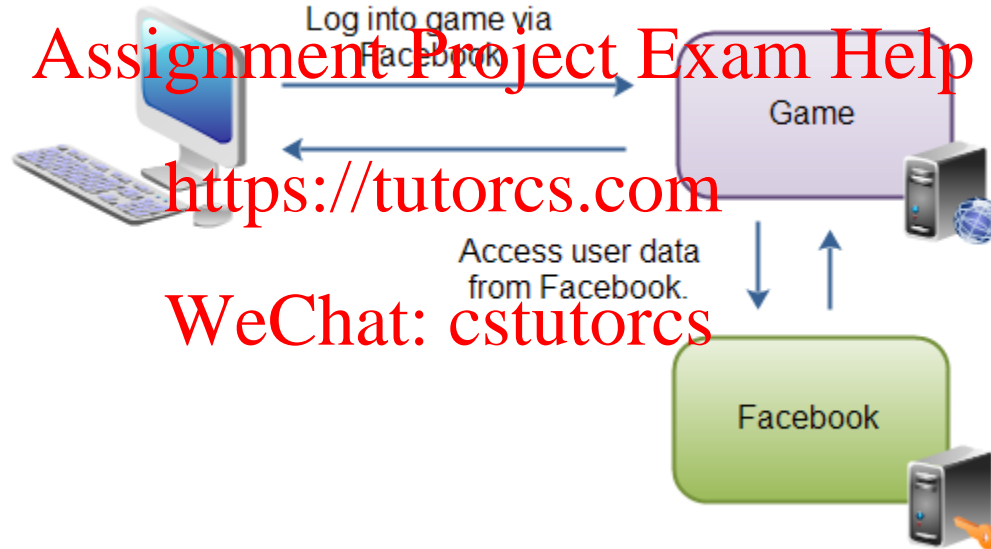 Log into game via
Facebook
Assignment Project Exam Help
Game
https://tutorcs.com
Access user data
from Facebook.
WeChat: cstutorcs
Facebook